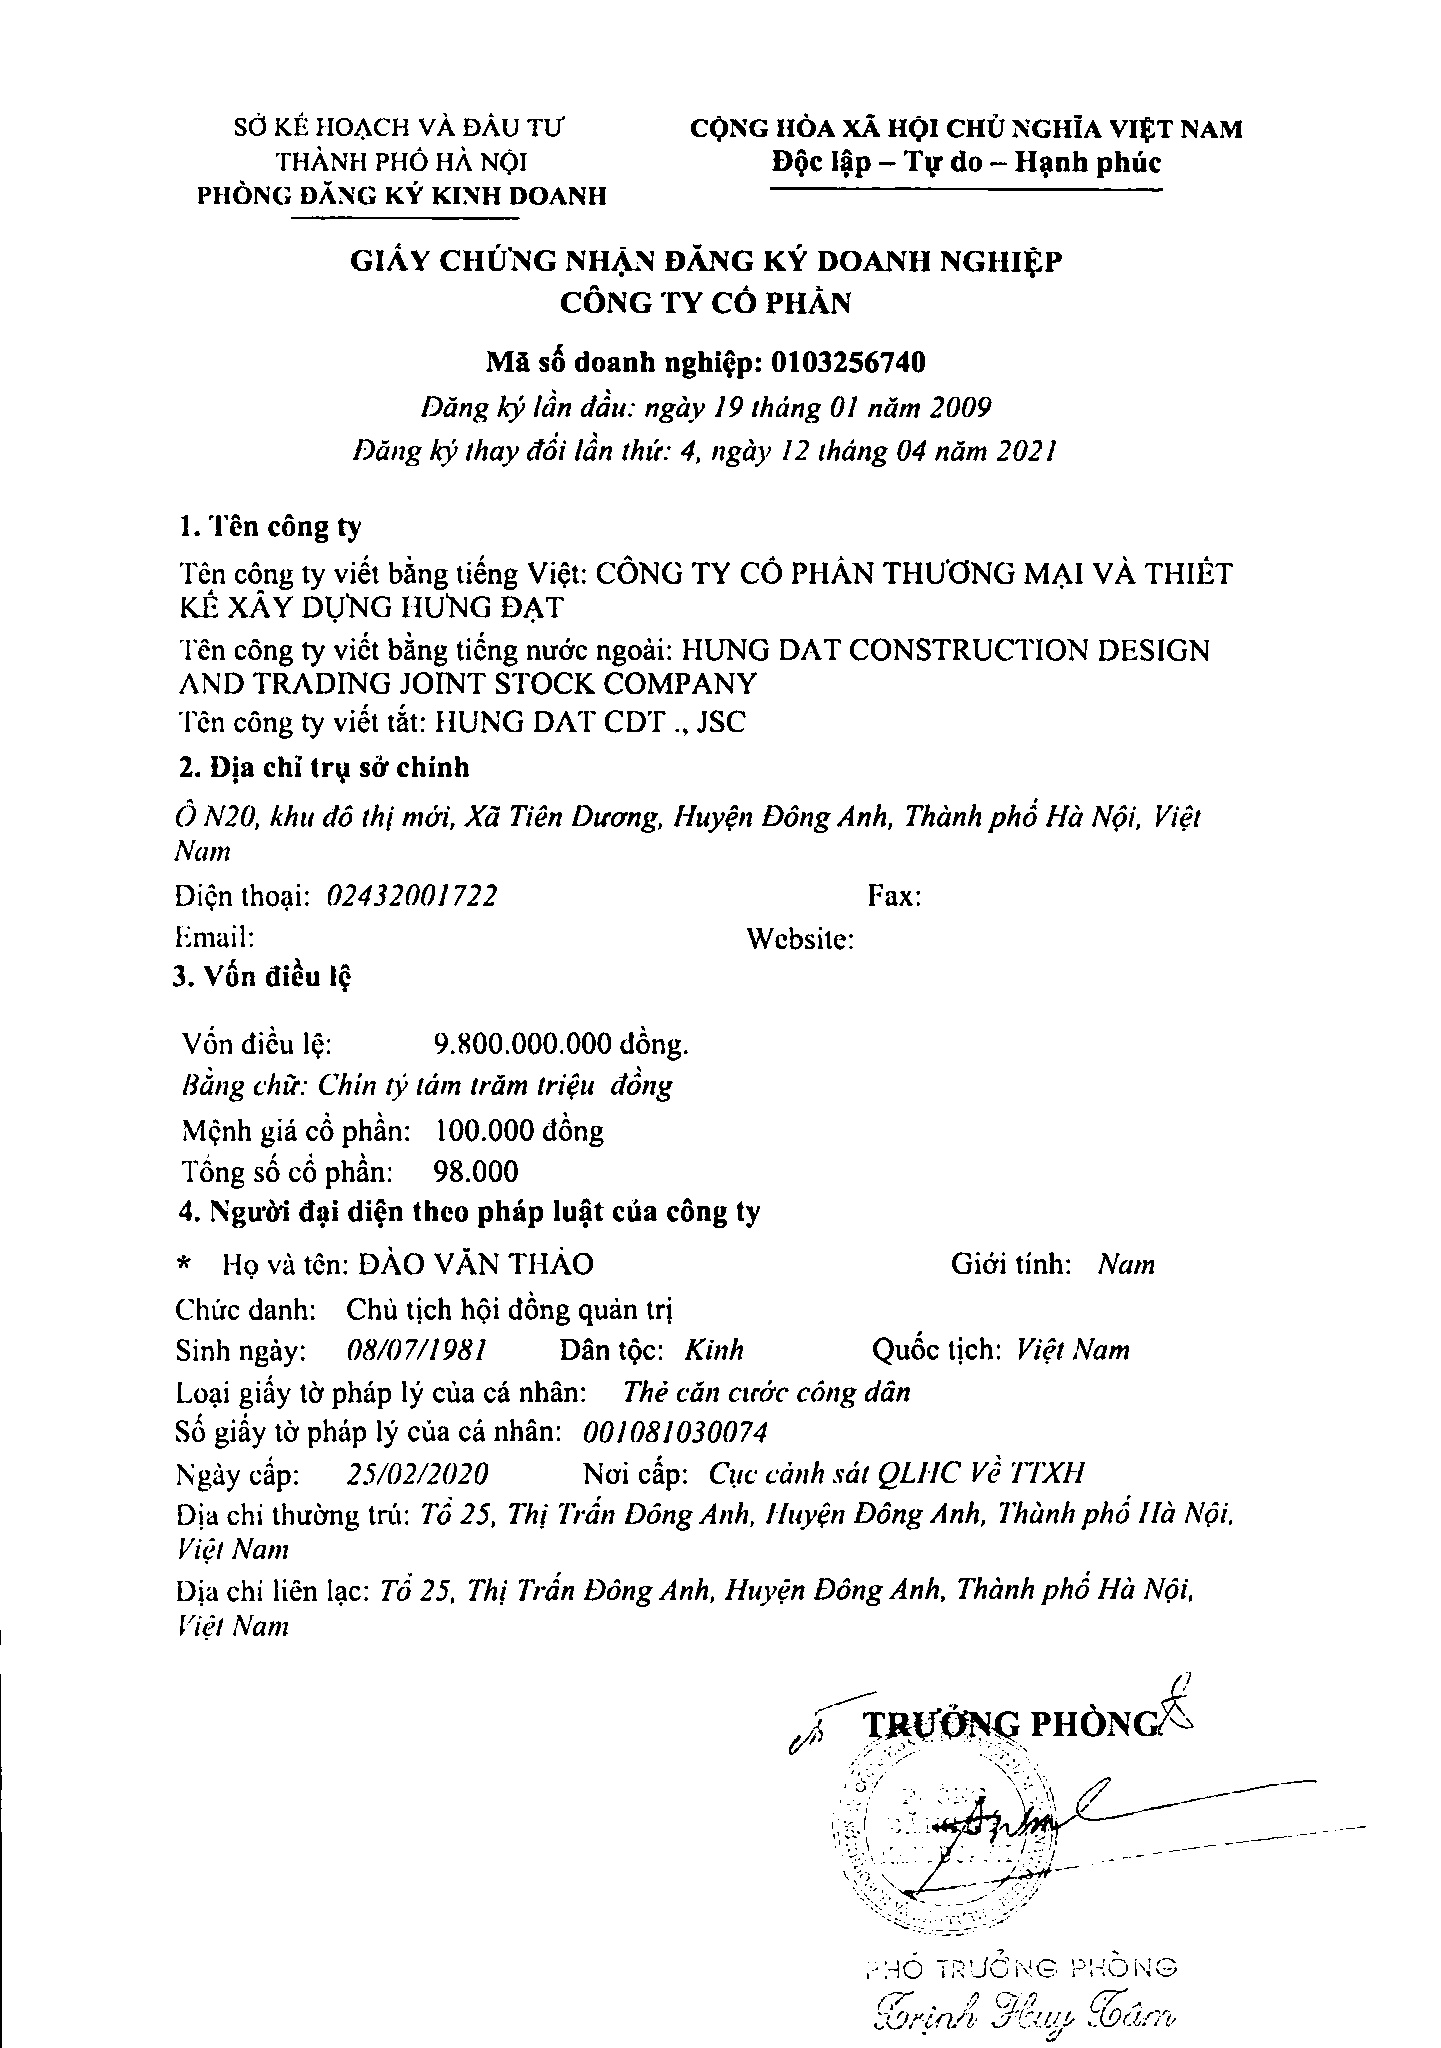 SỞ KẾ HOẠCH VÀ ĐẦU TƯ
THÀNH PHỐ HÀ NỘI
PHÒNG ĐĂNG KÝ KINH DOANH
CỘNG HÒA XÃ HỘI CHỦ NGHĨA VIỆT NAM
Độc lập – Tự do – Hạnh phúc
GIẤY CHỨNG NHẬN ĐĂNG KÝ DOANH NGHIỆP
CÔNG TY CỔ PHẦN
Mã số doanh nghiệp: 0103256740
Đăng ký lần đầu: ngày 19 tháng 01 năm 2009
Đăng ký thay đổi lần thứ: 4, ngày 12 tháng 04 năm 2021
1. Tên công ty
Tên công ty viết bằng tiếng Việt: CÔNG TY CỔ PHẦN THƯƠNG MẠI VÀ THIẾT
KẾ XÂY DỰNG HƯNG ĐẠT
Tên công ty viết bằng tiếng nước ngoài: HUNG DAT CONSTRUCTION DESIGN
AND TRADING JOINT STOCK COMPANY
Tên công ty viết tắt: HUNG DAT CDT ., JSC
2. Địa chỉ trụ sở chính
Ô N20, khu đô thị mới, Xã Tiên Dương, Huyện Đông Anh, Thành phố Hà Nội, Việt
Nam
Điện thoại: 02432001722 Fax:
Email: Website:
3. Vốn điều lệ
Vốn điều lệ: 9.800.000.000 đồng.
Bằng chữ: Chín tỷ tám trăm triệu đồng
Mệnh giá cổ phần: 100.000 đồng
Tổng số cổ phần: 98.000
4. Người đại diện theo pháp luật của công ty
* Họ và tên: ĐÀO VĂN THẢO Giới tính: Nam
Chức danh: Chủ tịch hội đồng quản trị
Sinh ngày: 08/07/1981 Dân tộc: Kinh Quốc tịch: Việt Nam
Loại giấy tờ pháp lý của cá nhân: Thẻ căn cước công dân
Số giấy tờ pháp lý của cá nhân: 001081030074
Ngày cấp: 25/02/2020 Nơi cấp: Cục cảnh sát QLHC Về TTXH
Địa chỉ thường trú: Tổ 25, Thị Trấn Đông Anh, Huyện Đông Anh, Thành phố Hà Nội,
Việt Nam
Địa chỉ liên lạc: Tổ 25, Thị Trấn Đông Anh, Huyện Đông Anh, Thành phố Hà Nội,
Việt Nam
TRƯỞNG PHÒNG
PHÓ TRƯỞNG PHÒNG
Trịnh Huy Tâm